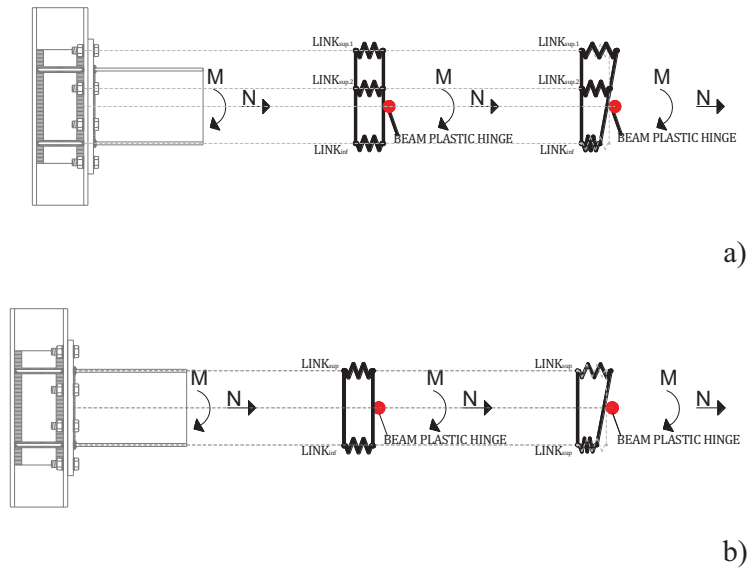 LINKsup.1
LINKsup.1
M
LINKsup.2
M
LINKsup.2
M
N
N
N
BEAM PLASTIC HINGE
BEAM PLASTIC HINGE
LINKinf
LINKinf
a)
LINKsup
LINKsup
M
M
M
N
N
N
BEAM PLASTIC HINGE
BEAM PLASTIC HINGE
LINKinf
LINKsup
b)